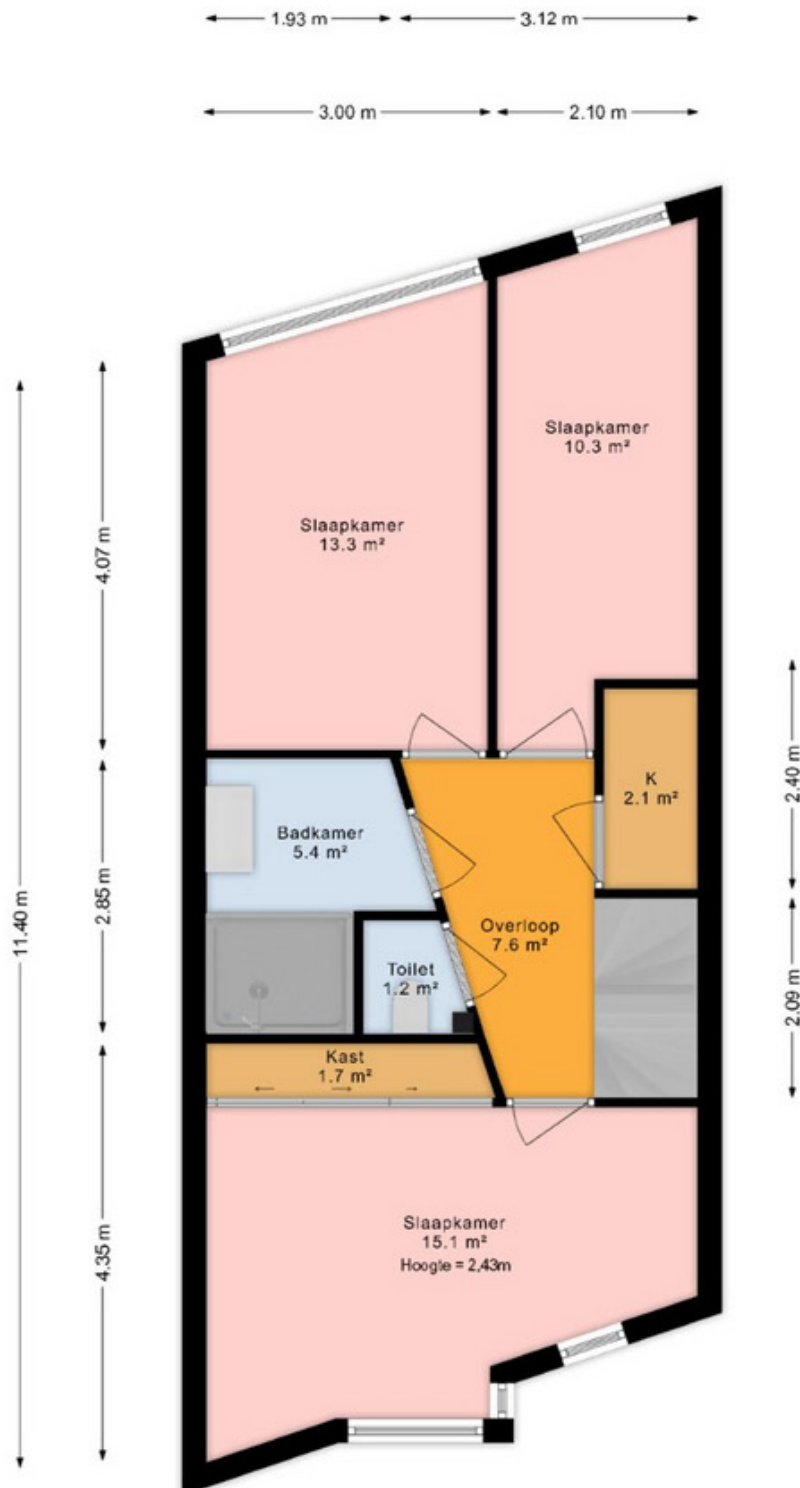 1.93 m
3.12 m
3.00 m
2.10 m
Slaapkamer
10.3 m²
Slaapkamer
13.3 m²
4.07 m
K
2.1 m²
2.40 m
Badkamer
5.4 m²
2.85 m
11.40 m
Overloop
7.6 m²
Toilet
1.2 m²
2.09 m
Kast
1.7 m²
Slaapkamer
15.1 m²
Hoogte = 2,43m
4.35 m